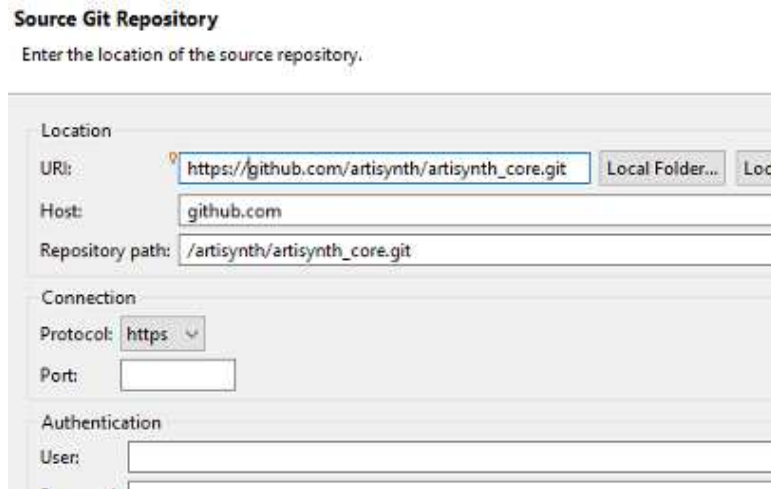 Source Git Repository
Enter the location of the source repository.
Location
URI: https://github.com/artisynth/artisynth_core.git Local Folder...
Host: github.com
Repository path: /artisynth/artisynth_core.git
Connection
Protocol: https
Port:
Authentication
User: